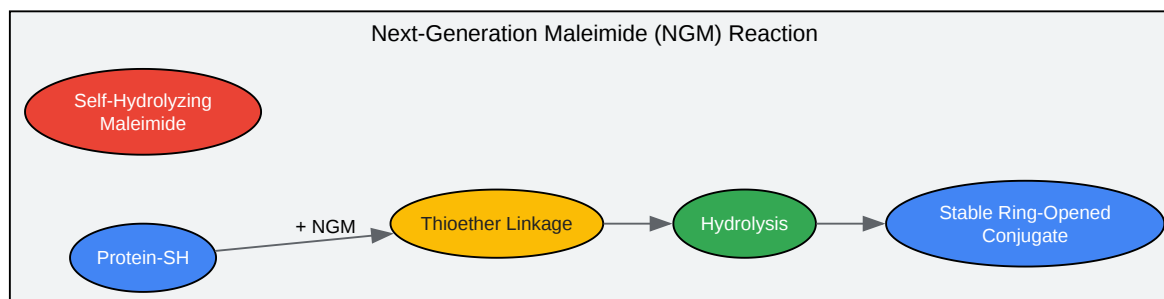 Next-Generation Maleimide (NGM) Reaction
Self-Hydrolyzing
Maleimide
Protein-SH
+ NGM
Thioether Linkage
Hydrolysis
Stable Ring-Opened
Conjugate